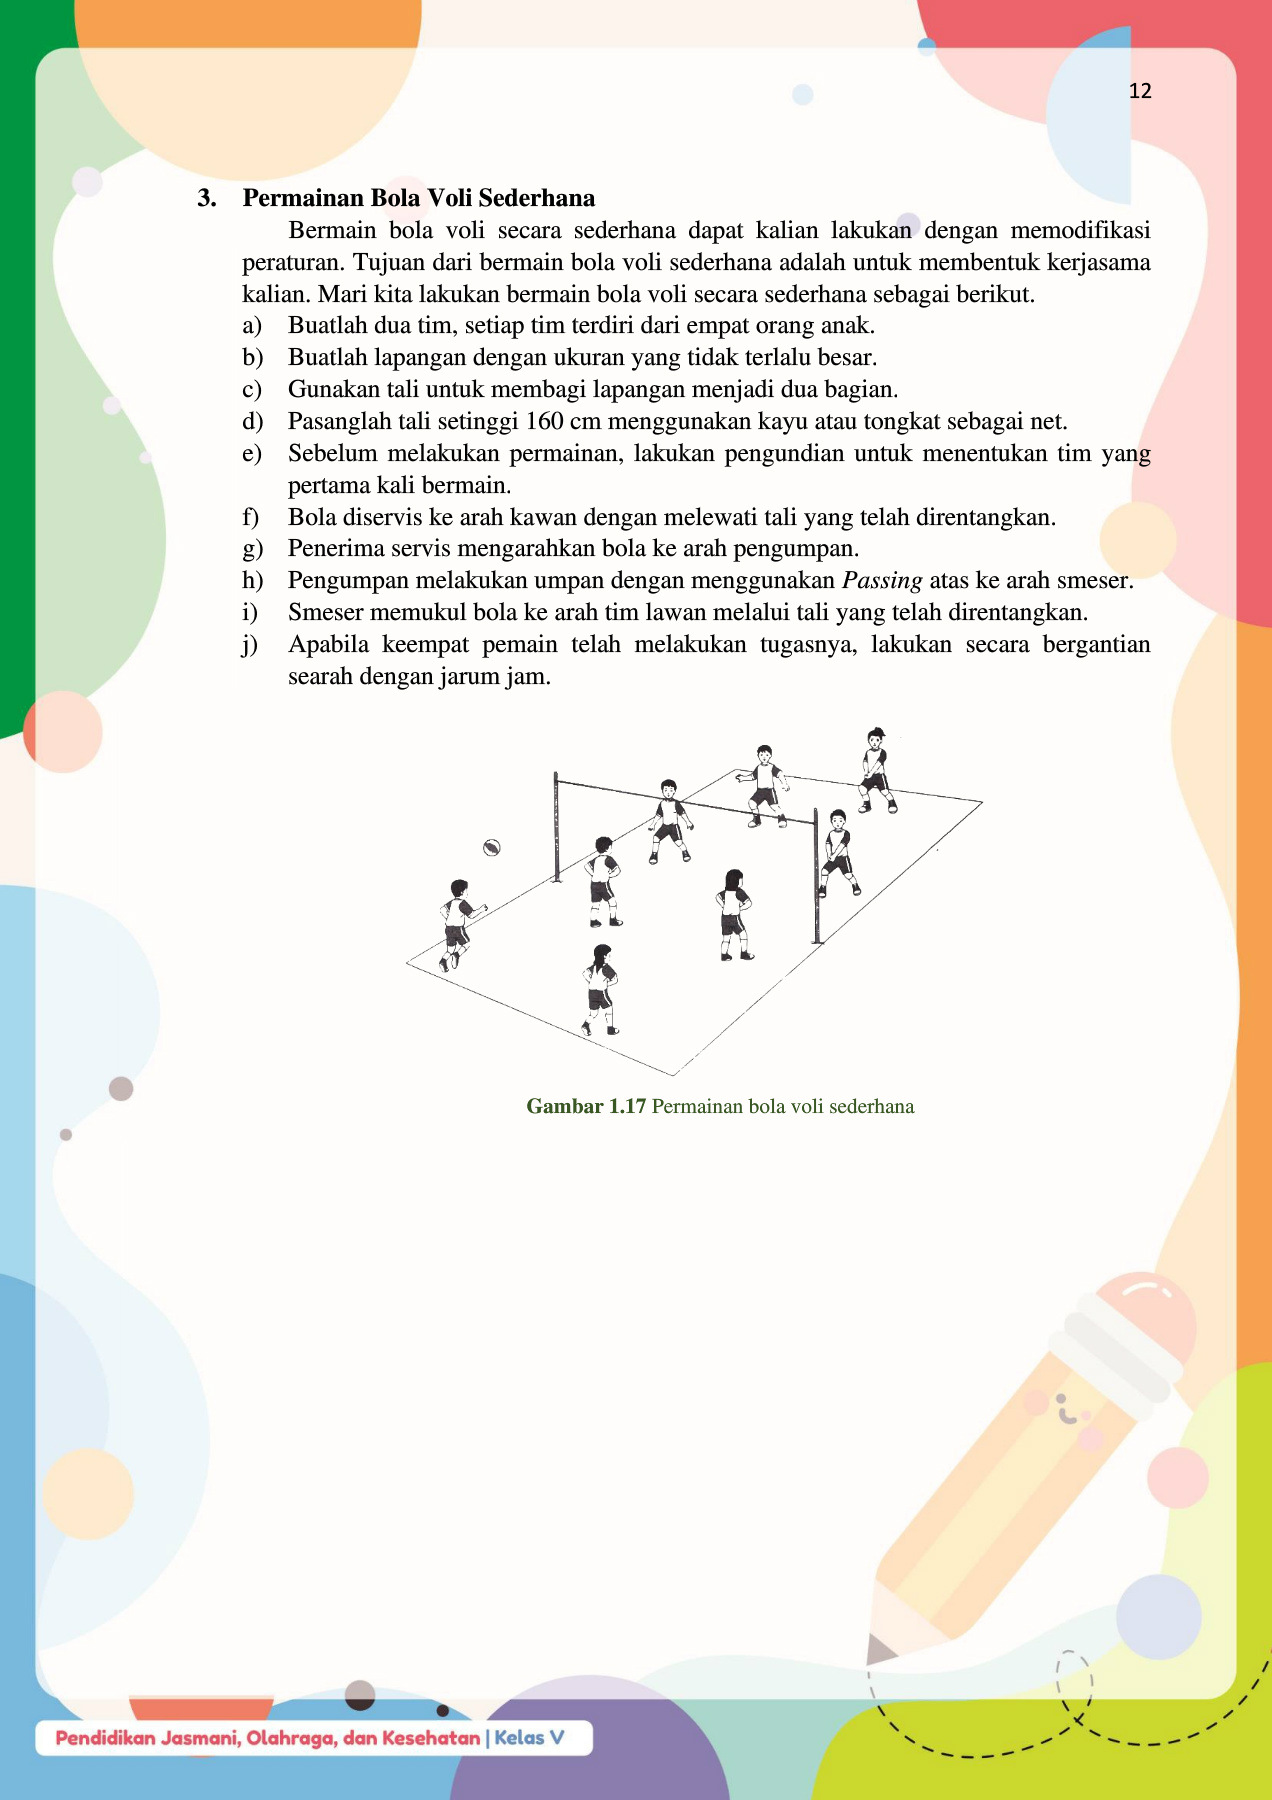 12
3. Permainan Bola Voli Sederhana
Bermain bola voli secara sederhana dapat kalian lakukan dengan memodifikasi
peraturan. Tujuan dari bermain bola voli sederhana adalah untuk membentuk kerjasama
kalian. Mari kita lakukan bermain bola voli secara sederhana sebagai berikut.
a) Buatlah dua tim, setiap tim terdiri dari empat orang anak.
b) Buatlah lapangan dengan ukuran yang tidak terlalu besar.
c) Gunakan tali untuk membagi lapangan menjadi dua bagian.
d) Pasanglah tali setinggi 160 cm menggunakan kayu atau tongkat sebagai net.
e) Sebelum melakukan permainan, lakukan pengundian untuk menentukan tim yang
pertama kali bermain.
f) Bola diservis ke arah kawan dengan melewati tali yang telah direntangkan.
g) Penerima servis mengarahkan bola ke arah pengumpan.
h) Pengumpan melakukan umpan dengan menggunakan Passing atas ke arah smeser.
i) Smeser memukul bola ke arah tim lawan melalui tali yang telah direntangkan.
j) Apabila keempat pemain telah melakukan tugasnya, lakukan secara bergantian
searah dengan jarum jam.
Gambar 1.17 Permainan bola voli sederhana
Pendidikan Jasmani, Olahraga, dan Kesehatan | Kelas V